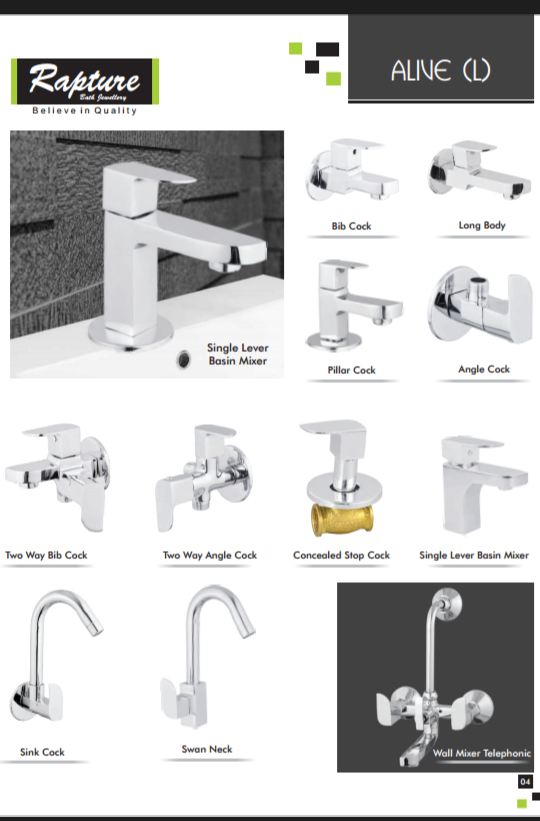 ALIVE (L)
Rapture
Bath Jewellery
Believe in Quality
Single Lever
Basin Mixer
Bib Cock
Long Body
Pillar Cock
Angle Cock
Two Way Bib Cock
Two Way Angle Cock
Concealed Stop Cock
Single Lever Basin Mixer
Sink Cock
Swan Neck
Wall Mixer Telephonic
04